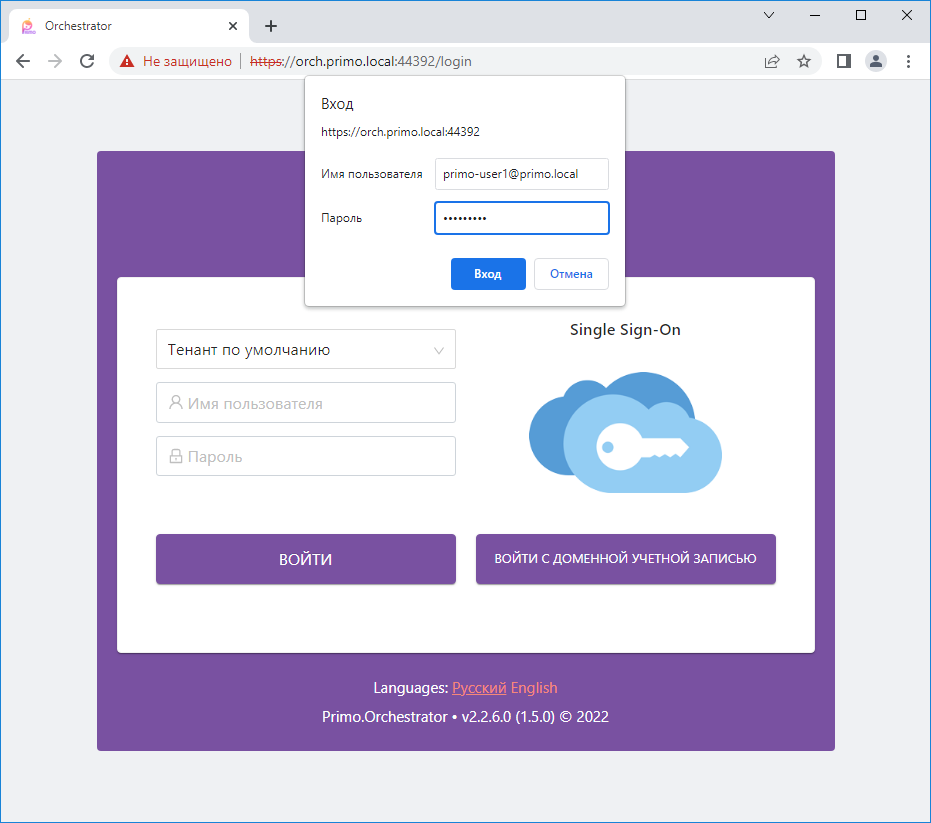 Orchestrator
Не защищено | https://orch.primo.local:44392/login
Вход
https://orch.primo.local:44392
Имя пользователя primo-user1@primo.local
Пароль •••••••••
Вход Отмена
Single Sign-On
Тенант по умолчанию
Имя пользователя
Пароль
ВОЙТИ ВОЙТИ С ДОМЕННОЙ УЧЕТНОЙ ЗАПИСЬЮ
Languages: Русский English
Primo.Orchestrator • v2.2.6.0 (1.5.0) © 2022